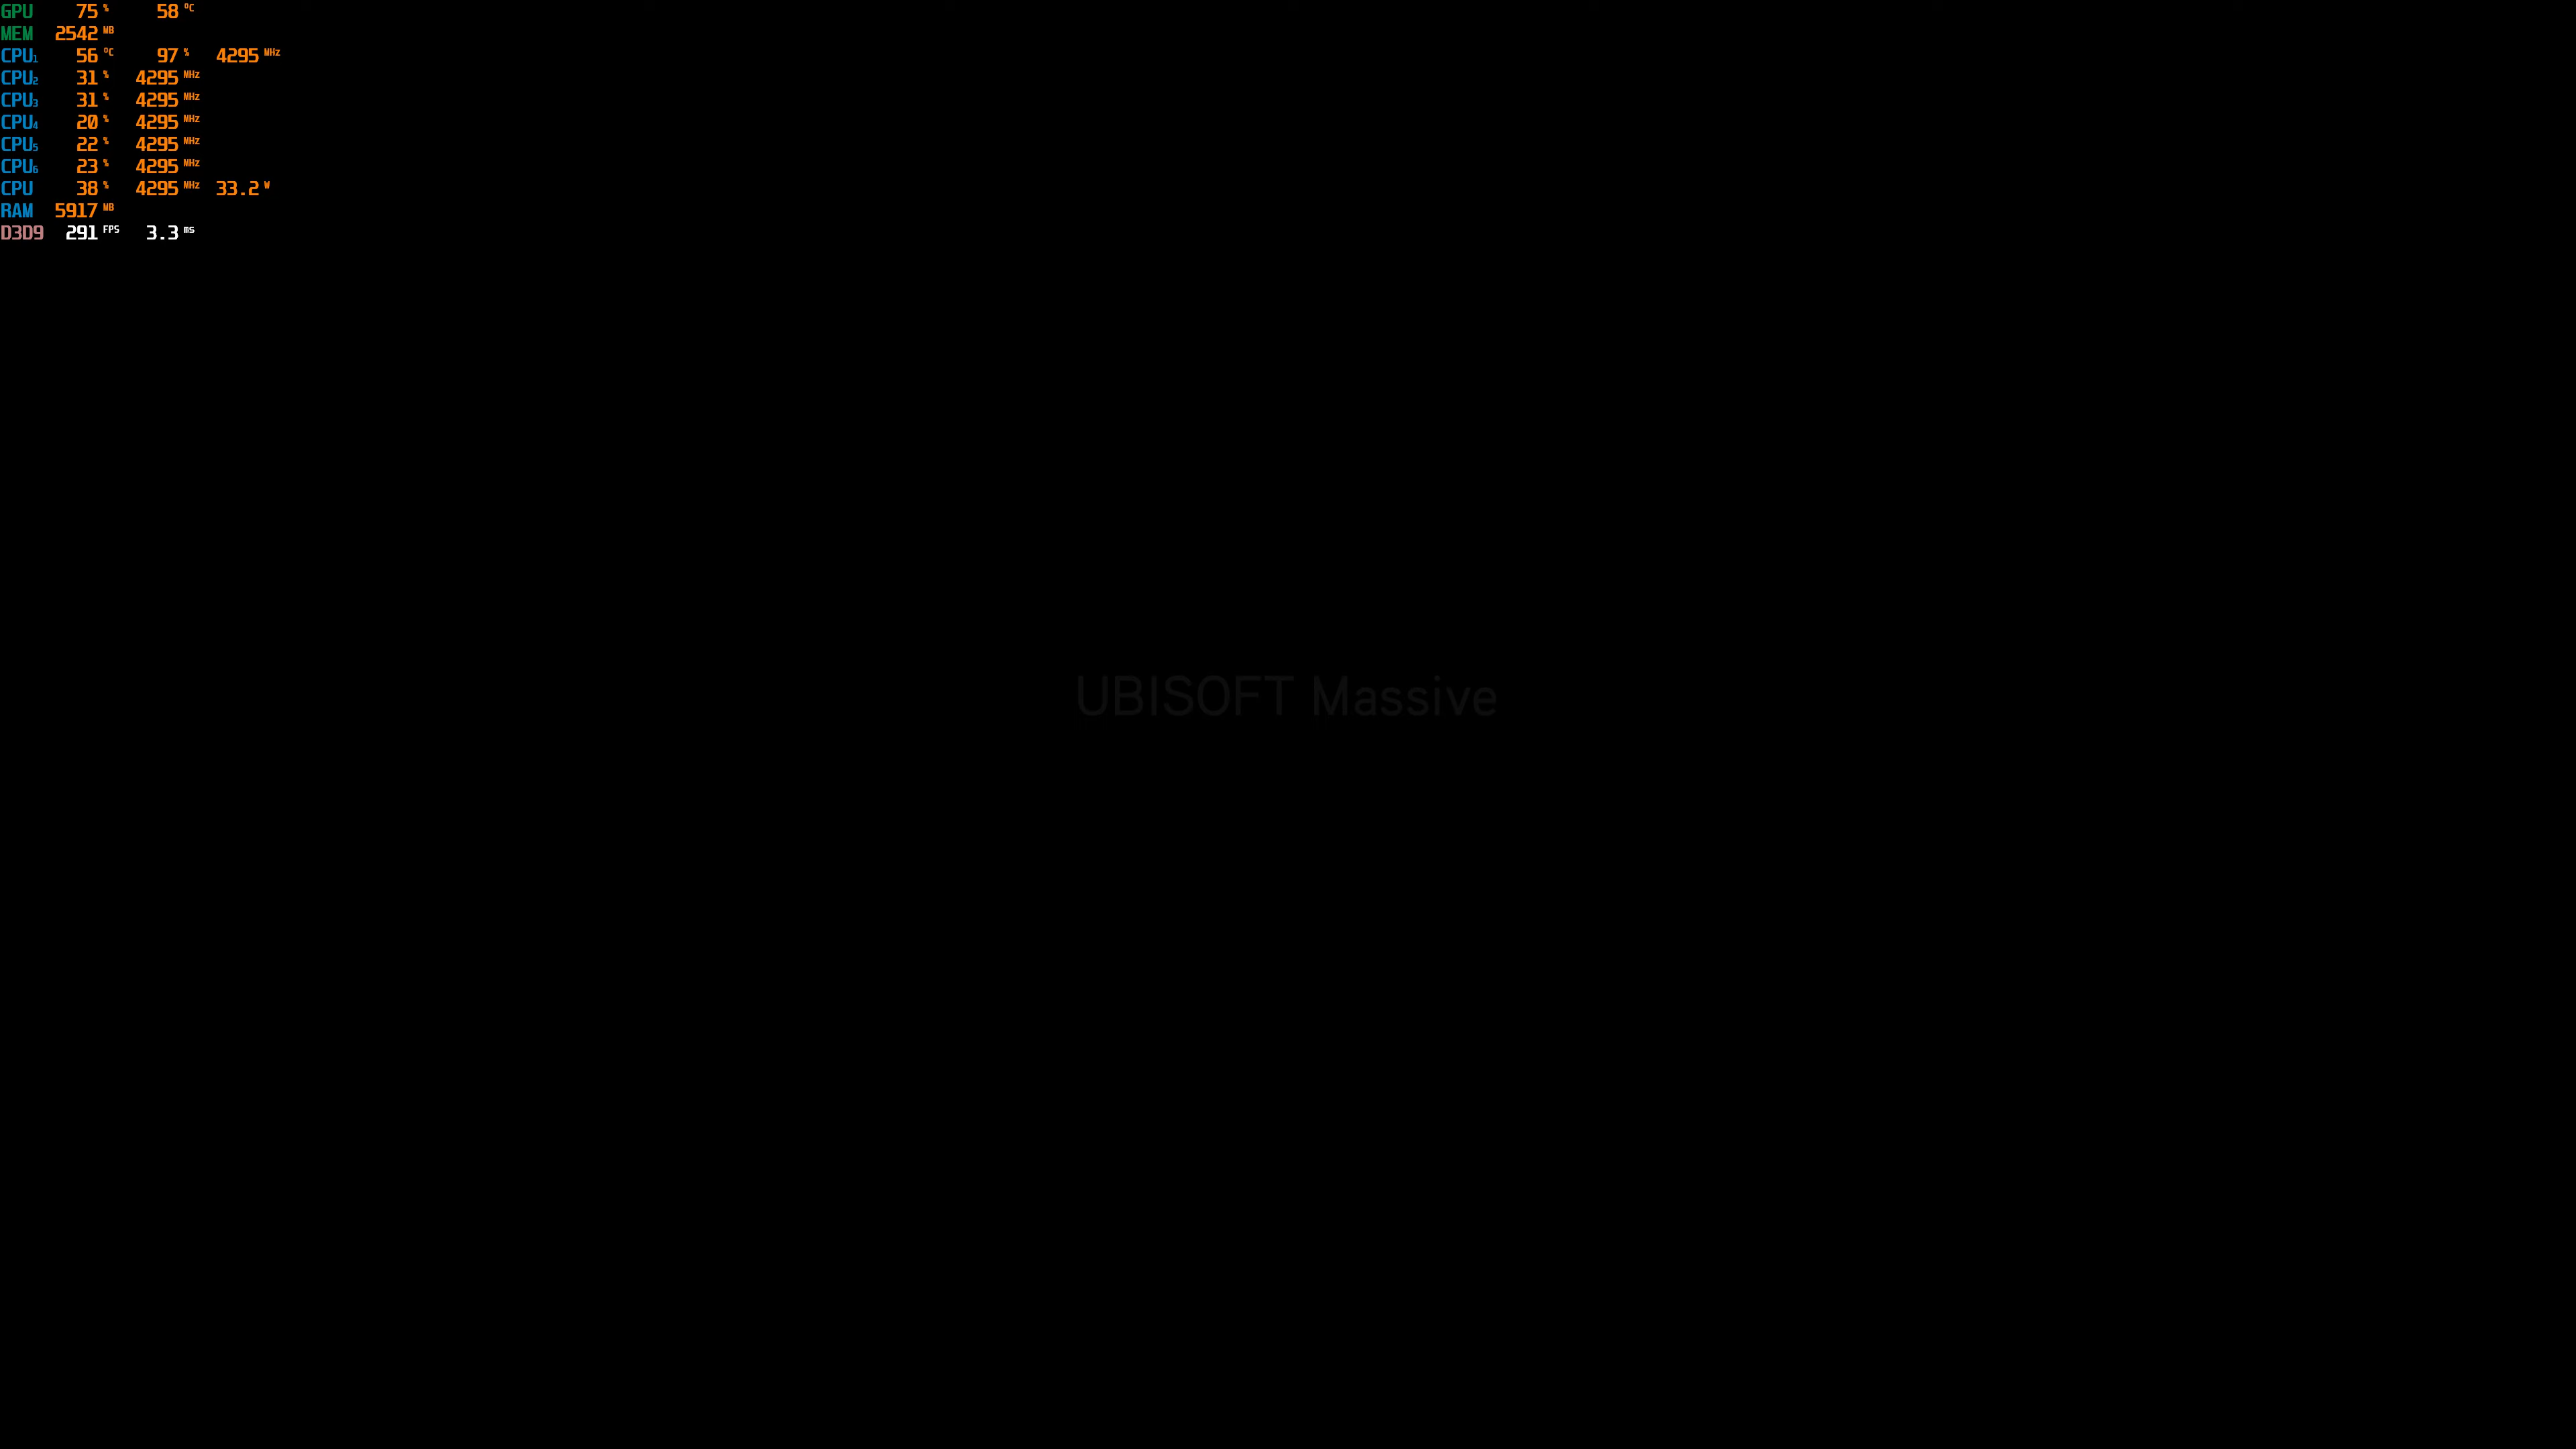 GPU 75 % 58 °C
MEM 2542 MB
CPU1 56 °C 97 % 4295 MHz
CPU2 31 % 4295 MHz
CPU3 31 % 4295 MHz
CPU4 20 % 4295 MHz
CPU5 22 % 4295 MHz
CPU6 23 % 4295 MHz
CPU 38 % 4295 MHz 33.2 W
RAM 5917 MB
D3D9 291 FPS 3.3 ms
UBISOFT Massive